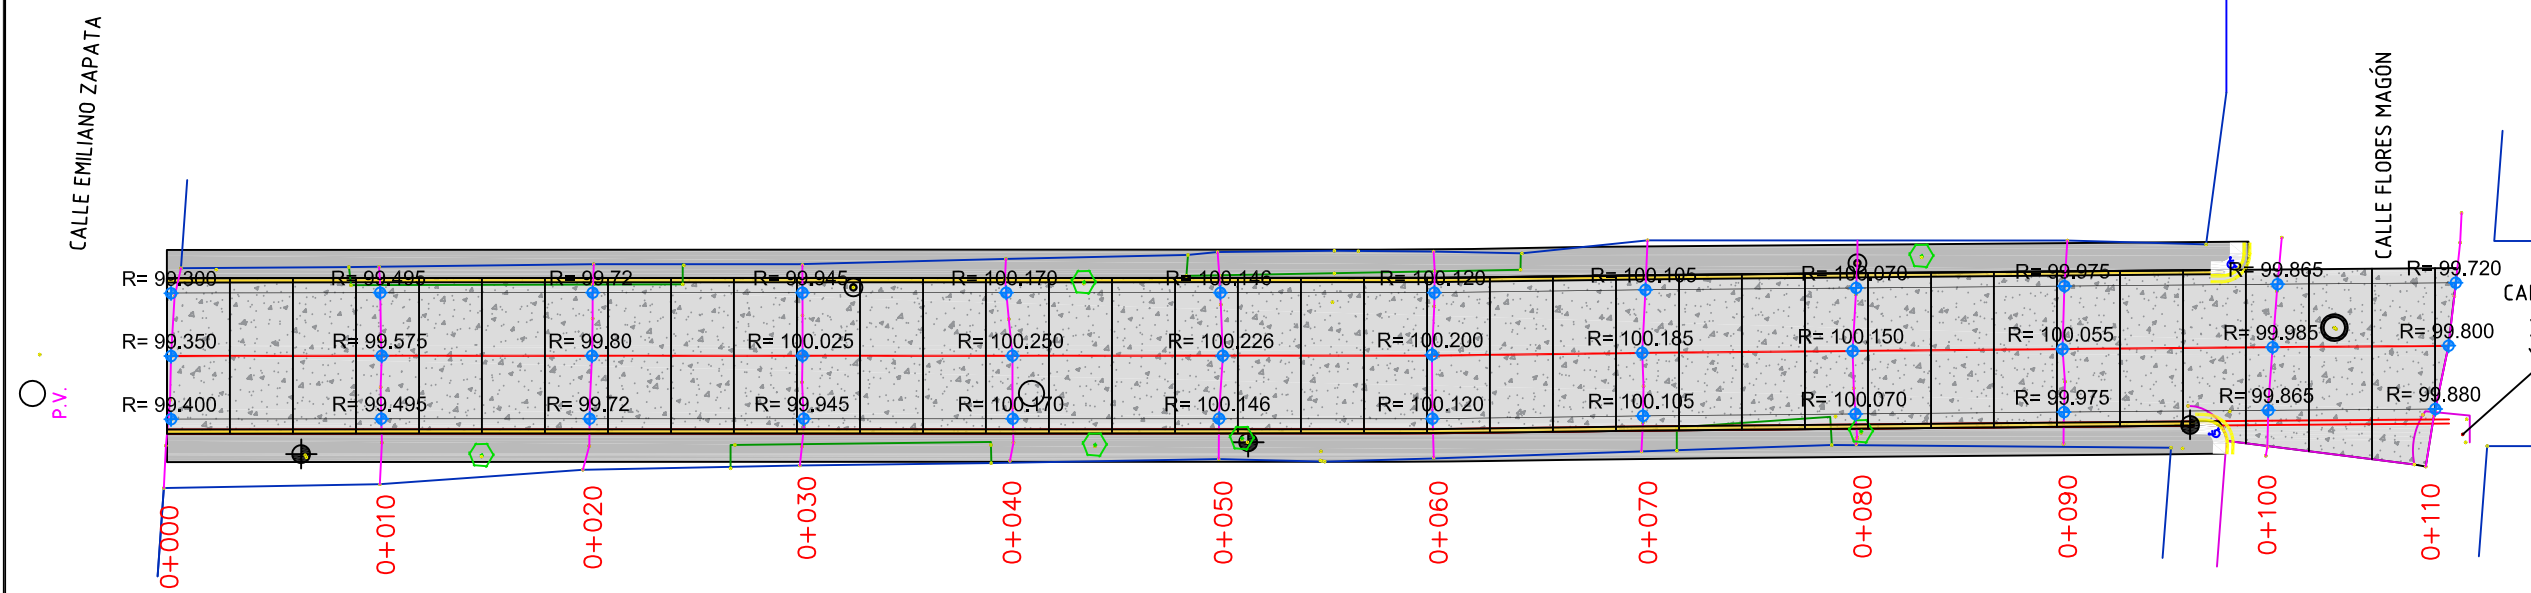 CALLE EMILIANO ZAPATA
CALLE FLORES MAGÓN
R= 99.300
R= 99.495
R= 99.72
R= 99.945
R= 100.170
R= 100.146
R= 100.120
R= 100.105
R= 100.070
R= 99.975
R= 99.865
R= 99.720
R= 99.350
R= 99.575
R= 99.80
R= 100.025
R= 100.250
R= 100.226
R= 100.200
R= 100.185
R= 100.150
R= 100.055
R= 99.985
R= 99.800
R= 99.400
R= 99.495
R= 99.72
R= 99.945
R= 100.170
R= 100.146
R= 100.120
R= 100.105
R= 100.070
R= 99.975
R= 99.865
R= 99.880
P.V.
0+000
0+010
0+020
0+030
0+040
0+050
0+060
0+070
0+080
0+090
0+100
0+110